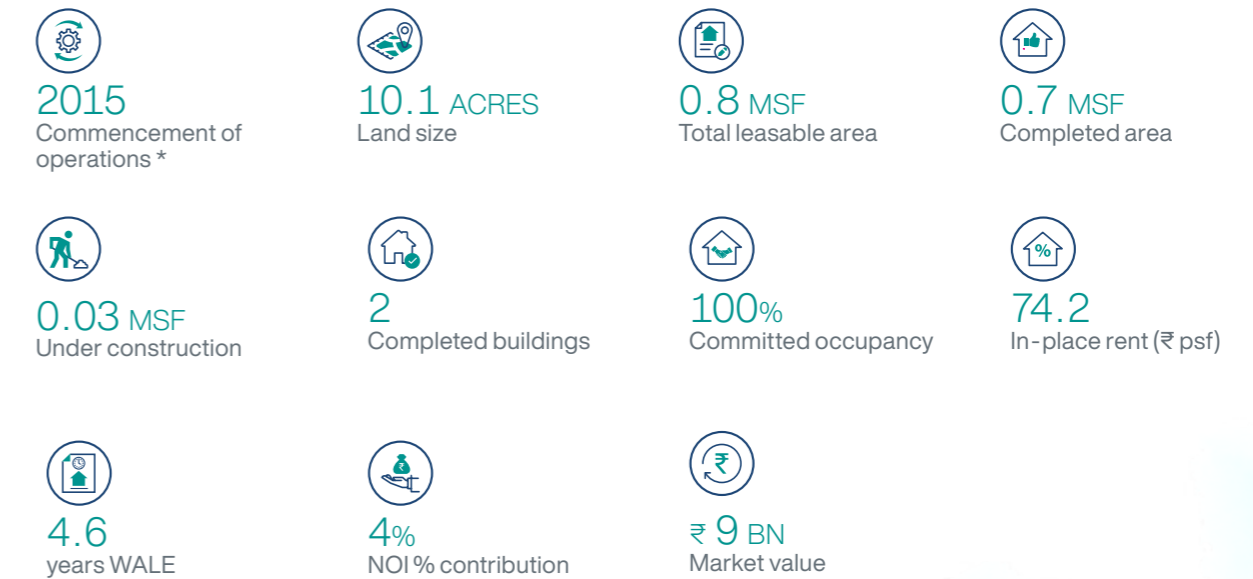 2015
Commencement of
operations *
10.1 ACRES
Land size
0.8 MSF
Total leasable area
0.7 MSF
Completed area
0.03 MSF
Under construction
2
Completed buildings
100%
Committed occupancy
%
74.2
In-place rent (₹ psf)
4.6
years WALE
₹
4%
NOI % contribution
₹
₹ 9 BN
Market value